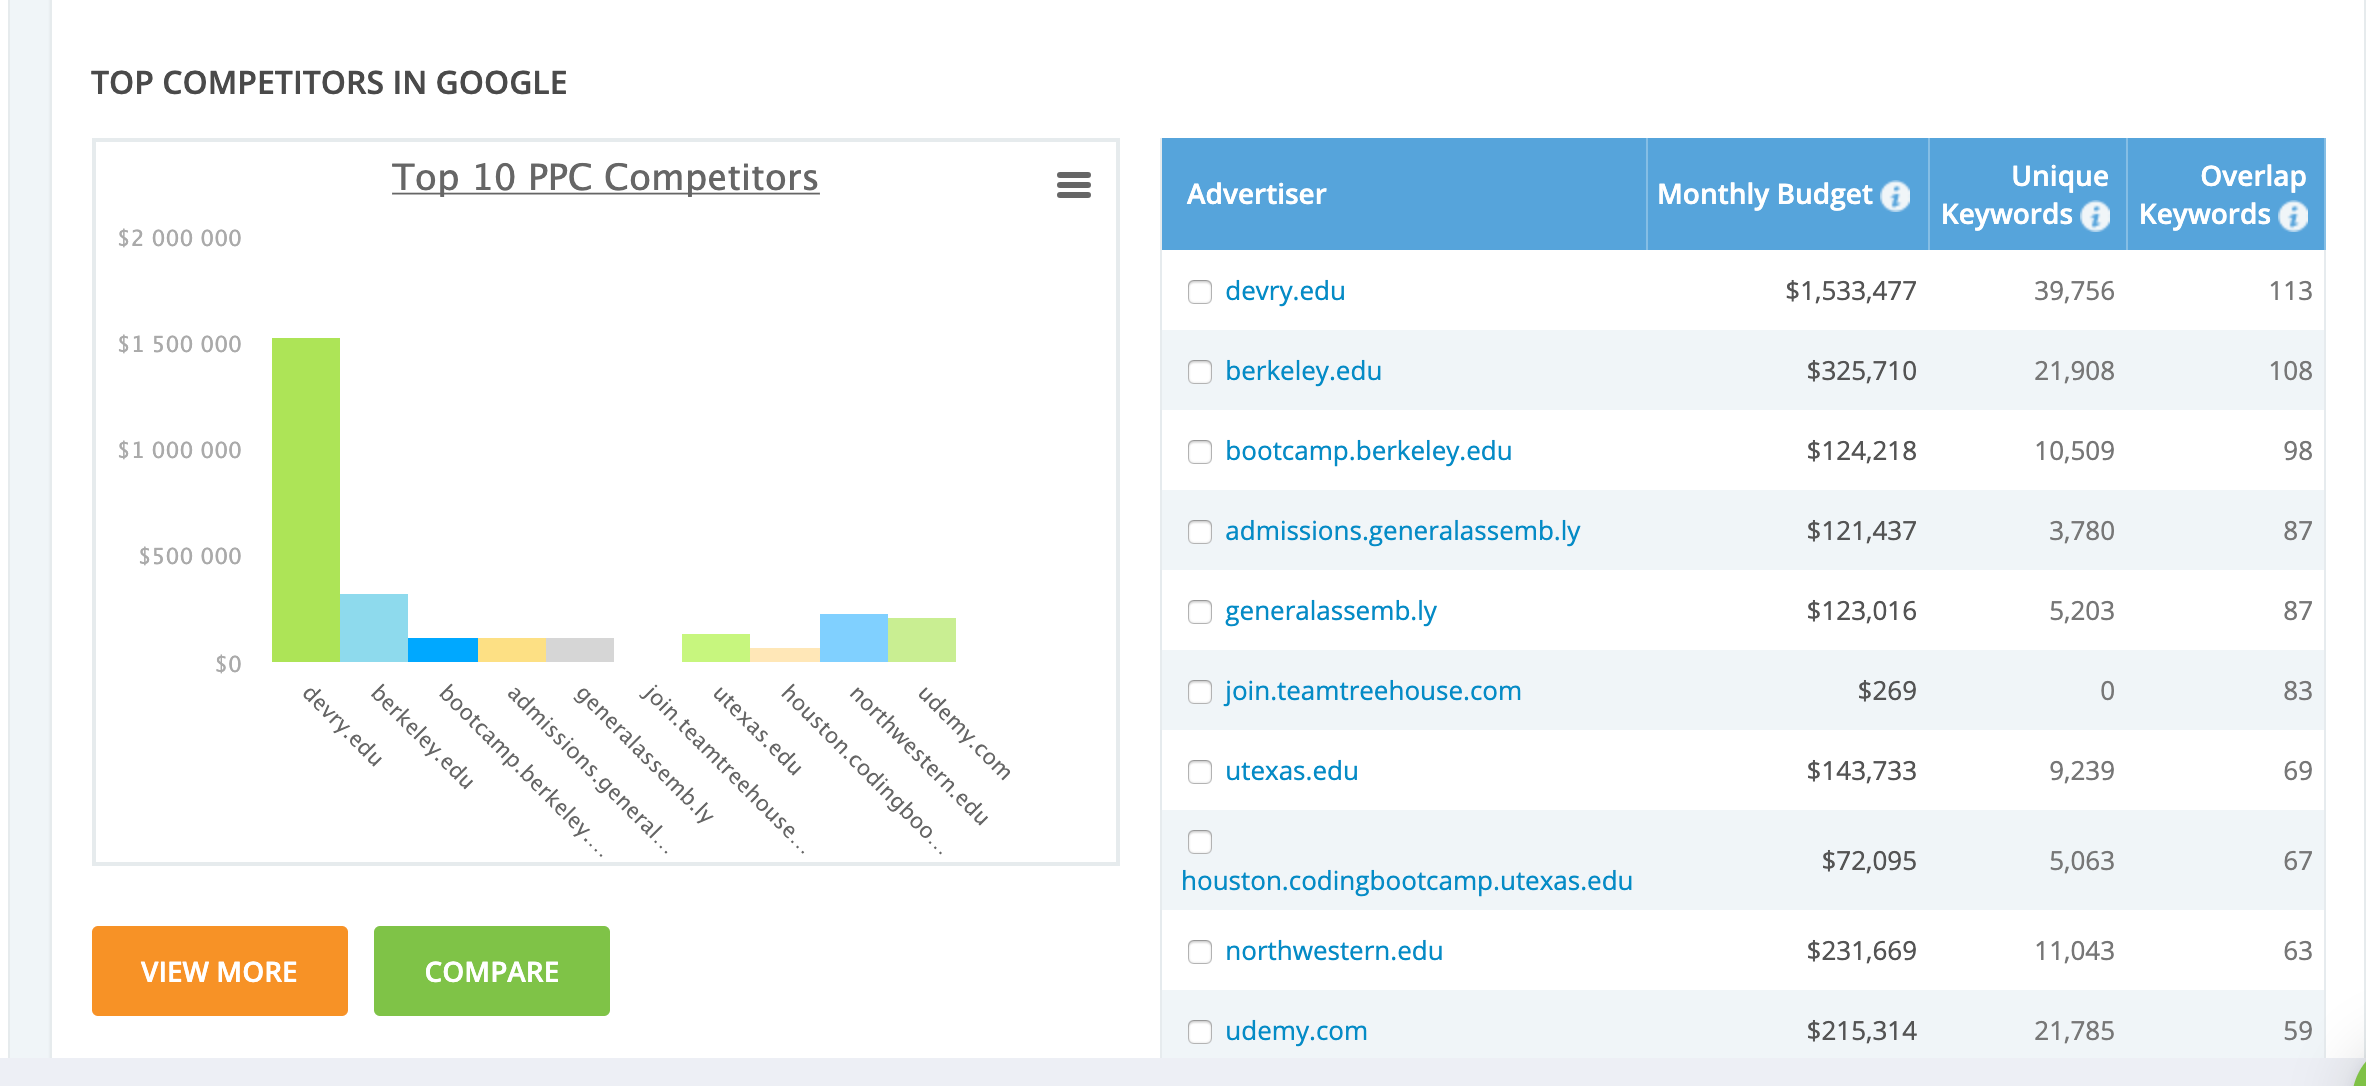 TOP COMPETITORS IN GOOGLE
Top 10 PPC Competitors
$2 000 000
$1 500 000
$1 000 000
$500 000
$0
devry.edu
berkeley.edu
bootcamp.berkeley....
admissions.general...
generalassemb.ly
join.teamtreehouse...
utexas.edu
houston.codingboo...
northwestern.edu
udemy.com
VIEW MORE
COMPARE
Advertiser Monthly Budget i Unique Keywords i Overlap Keywords i
devry.edu $1,533,477 39,756 113
berkeley.edu $325,710 21,908 108
bootcamp.berkeley.edu $124,218 10,509 98
admissions.generalassemb.ly $121,437 3,780 87
generalassemb.ly $123,016 5,203 87
join.teamtreehouse.com $269 0 83
utexas.edu $143,733 9,239 69
houston.codingbootcamp.utexas.edu $72,095 5,063 67
northwestern.edu $231,669 11,043 63
udemy.com $215,314 21,785 59